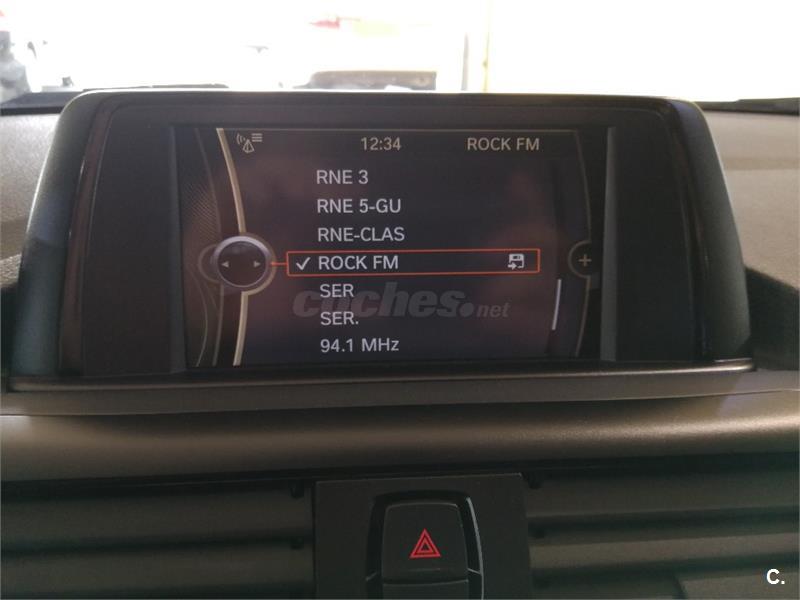 12:34 ROCK FM
RNE 3
RNE 5-GU
RNE-CLAS
ROCK FM
SER
coches.net
SER.
94.1 MHz
C.